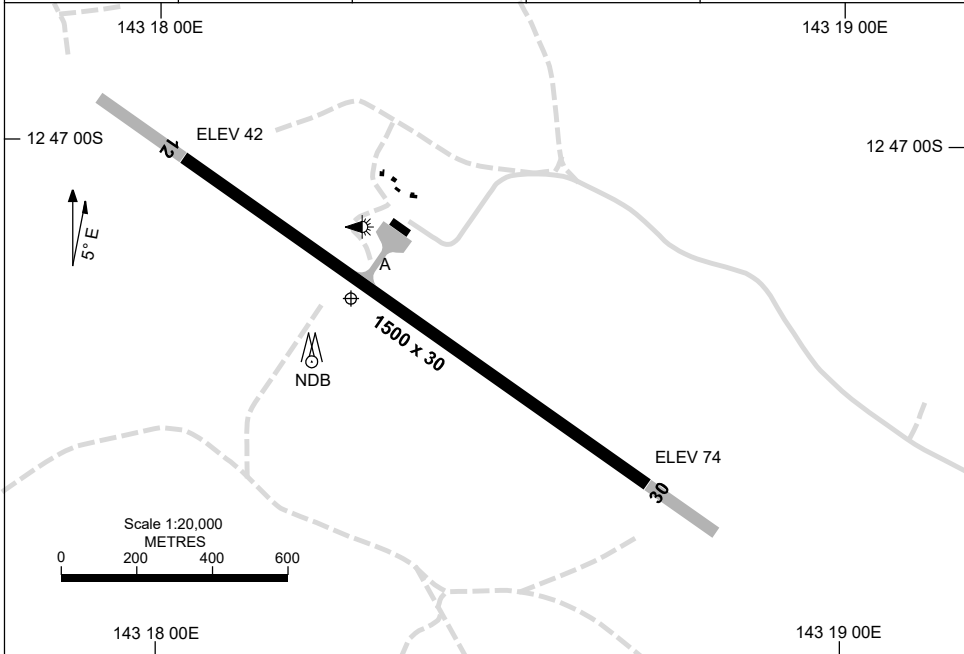 143 18 00E
143 19 00E
12 47 00S
ELEV 42
12 47 00S
12
5° E
A
1500 x 30
NDB
ELEV 74
30
Scale 1:20,000
METRES
0 200 400 600
143 18 00E
143 19 00E